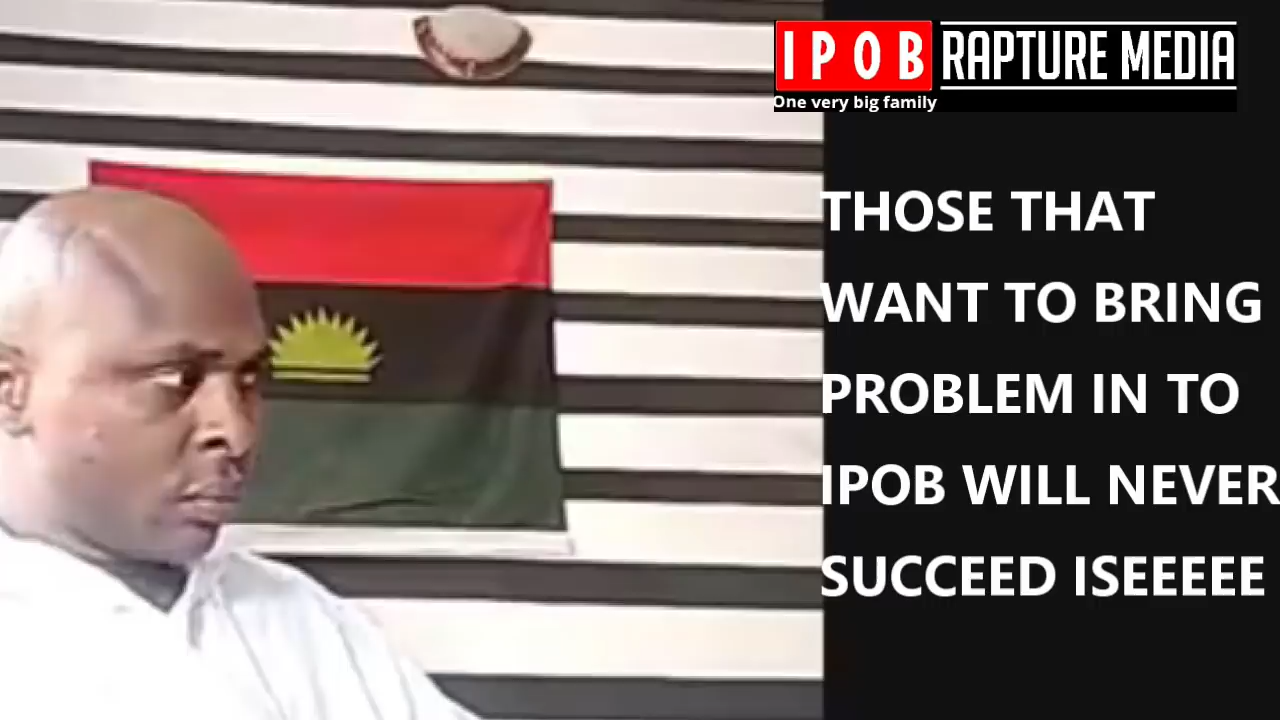 IPOB RAPTURE MEDIA
One very big family
THOSE THAT
WANT TO BRING
PROBLEM IN TO
IPOB WILL NEVER
SUCCEED ISEEEEE